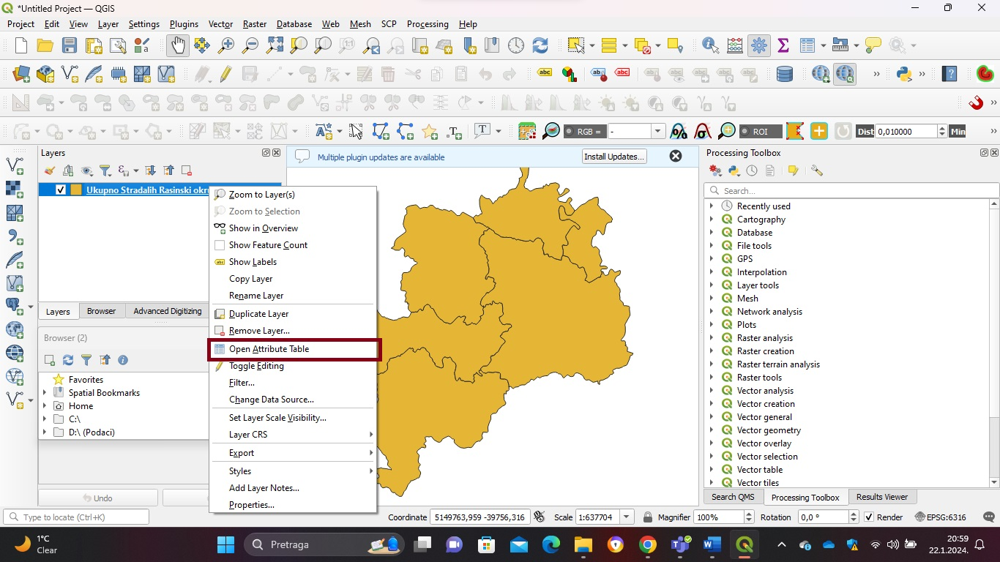 *Untitled Project — QGIS
Project Edit View Layer Settings Plugins Vector Raster Database Web Mesh SCP Processing Help
abc abc abc
RGB = - ROI Dist 0,010000 Min
Layers
Multiple plugin updates are available Install Updates...
Processing Toolbox
Ukupno Stradalih Rasinski okru
Search...
Zoom to Layer(s)
Zoom to Selection
Show in Overview
Show Feature Count
Show Labels
Copy Layer
Rename Layer
Duplicate Layer
Remove Layer...
Open Attribute Table
Toggle Editing
Filter...
Change Data Source...
Set Layer Scale Visibility...
Layer CRS
Export
Styles
Add Layer Notes...
Properties...
Recently used
Cartography
Database
File tools
GPS
Interpolation
Layer tools
Mesh
Network analysis
Plots
Raster analysis
Raster creation
Raster terrain analysis
Raster tools
Vector analysis
Vector creation
Vector general
Vector geometry
Vector overlay
Vector selection
Vector table
Vector tiles
Layers Browser Advanced Digitizing
Browser (2)
Favorites
Spatial Bookmarks
Home
C:\
D:\ (Podaci)
Undo
Search QMS Processing Toolbox Results Viewer
Type to locate (Ctrl+K) Coordinate 5149763,959 -39756,316 Scale 1:637704 Magnifier 100% Rotation 0,0 ° Render EPSG:6316
1°C
Clear
Pretraga
20:59
22.1.2024.